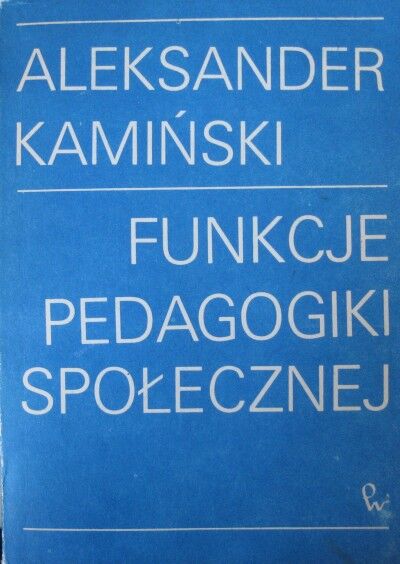 ALEKSANDER
KAMIŃSKI
FUNKCJE
PEDAGOGIKI
SPOŁECZNEJ